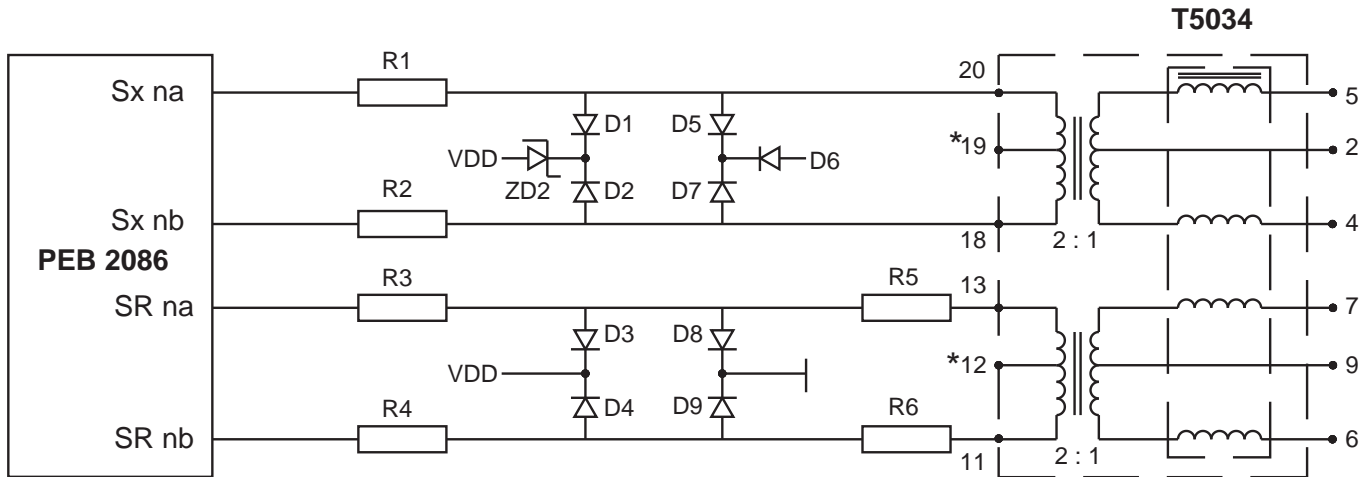 T5034
R1
20
Sx na
5
D1
D5
VDD
*19
2
D6
ZD2
D2
D7
R2
Sx nb
18
2 : 1
4
PEB 2086
R3
R5
13
SR na
7
D3
D8
VDD
*12
9
D4
D9
R4
R6
SR nb
11
2 : 1
6